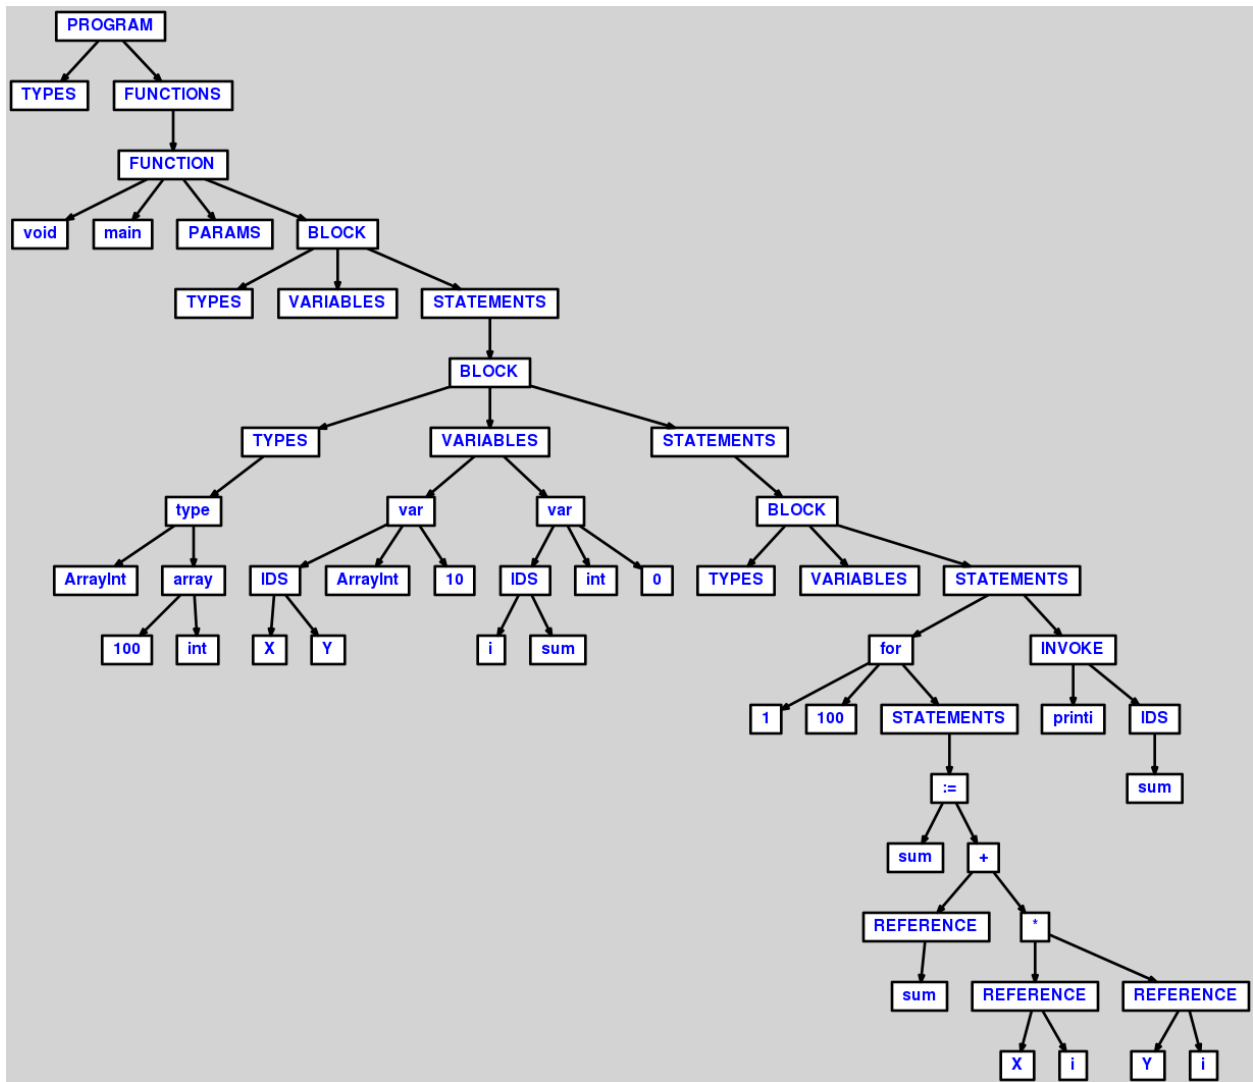 PROGRAM
TYPES FUNCTIONS
FUNCTION
void main PARAMS BLOCK
TYPES VARIABLES STATEMENTS
BLOCK
TYPES VARIABLES STATEMENTS
type var var BLOCK
ArrayInt array IDS ArrayInt 10 IDS int 0 TYPES VARIABLES STATEMENTS
100 int X Y i sum for INVOKE
1 100 STATEMENTS printi IDS
:= sum
sum +
REFERENCE *
sum REFERENCE REFERENCE
X i Y i